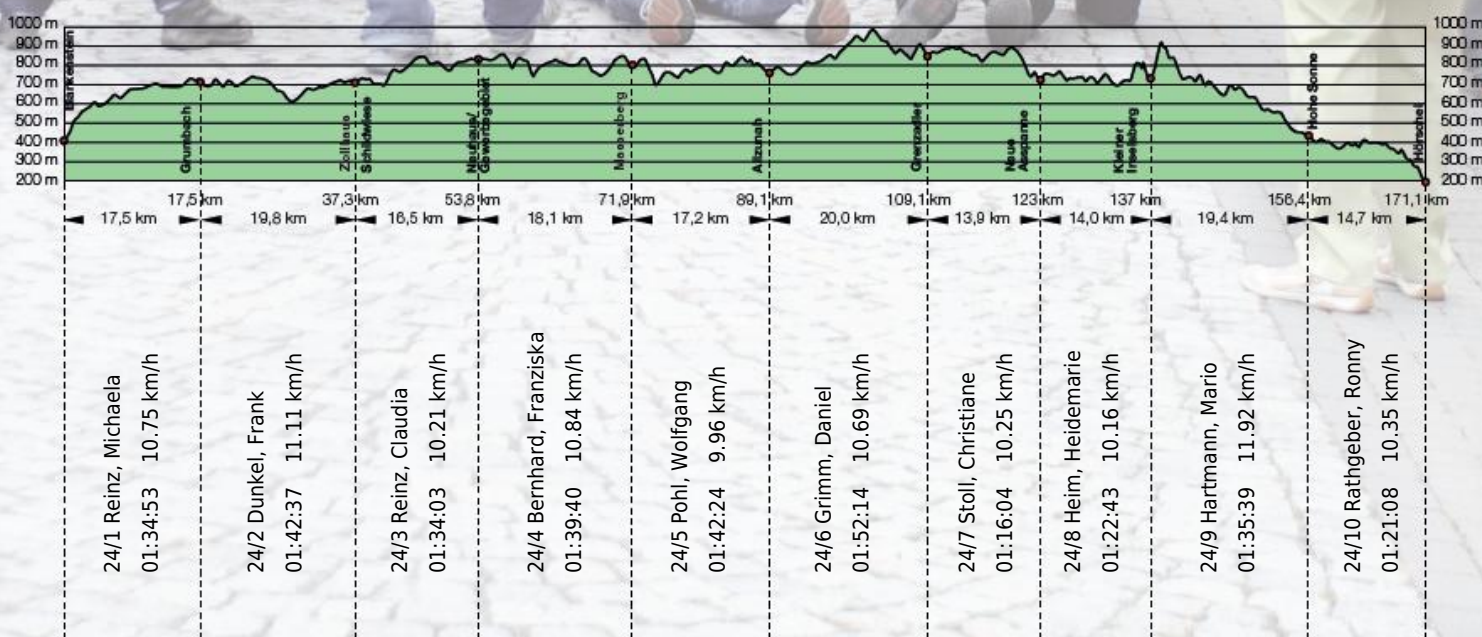 1000 m
900 m
800 m
700 m
600 m
500 m
400 m
300 m
200 m
1000 m
900 m
800 m
700 m
600 m
500 m
400 m
300 m
200 m
Blankenstein
Grumbach
Zollhaus
Schildwiese
Neuhaus/
Masserberg
Allzunah
Grenzadler
Neue
Ausspanne
Kleiner
Inselsberg
Hohe Sonne
Hörschel
17,5 km
37,3 km
53,8 km
71,9 km
89,1 km
109,1 km
123 km
137 km
156,4 km
171,1 km
17,5 km
19,8 km
16,5 km
18,1 km
17,2 km
20,0 km
13,9 km
14,0 km
19,4 km
14,7 km
24/1 Reinz, Michaela
01:34:53 10.75 km/h
24/2 Dunkel, Frank
01:42:37 11.11 km/h
24/3 Reinz, Claudia
01:34:03 10.21 km/h
24/4 Bernhard, Franziska
01:39:40 10.84 km/h
24/5 Pohl, Wolfgang
01:42:24 9.96 km/h
24/6 Grimm, Daniel
01:52:14 10.69 km/h
24/7 Stoll, Christiane
01:16:04 10.25 km/h
24/8 Heim, Heidemarie
01:22:43 10.16 km/h
24/9 Hartmann, Mario
01:35:39 11.92 km/h
24/10 Rathgeber, Ronny
01:21:08 10.35 km/h